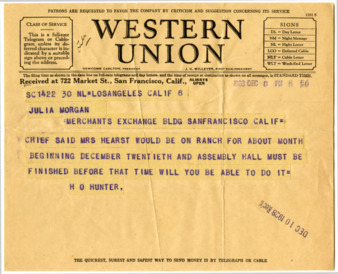 PATRONS ARE REQUESTED TO FAVOR THE COMPANY BY CRITICISM AND SUGGESTION CONCERNING ITS SERVICE
CLASS OF SERVICE
This is a full-rate Telegram or Cablegram unless its deferred character is indicated by a suitable sign above or preceding the address.
WESTERN
UNION
SIGNS
DL = Day Letter
NM = Night Message
NL = Night Letter
LCO = Deferred Cable
NLT = Cable Letter
WLT = Week-End Letter
NEWCOMB CARLTON, PRESIDENT
J. C. WILLEVER, FIRST VICE-PRESIDENT
Received at 722 Market St., San Francisco, Calif. ALWAYS OPEN
SC1422 30 NL=LOSANGELES CALIF 8
JULIA MORGAN
MERCHANTS EXCHANGE BLDG SANFRANCISCO CALIF=
CHIEF SAID MRS HEARST WOULD BE ON RANCH FOR ABOUT MONTH
BEGINNING DECEMBER TWENTIETH AND ASSEMBLY HALL MUST BE
FINISHED BEFORE THAT TIME WILL YOU BE ABLE TO DO IT=
H O HUNTER.
DEC 10 1928 Rec'd
THE QUICKEST, SUREST AND SAFEST WAY TO SEND MONEY IS BY TELEGRAPH OR CABLE